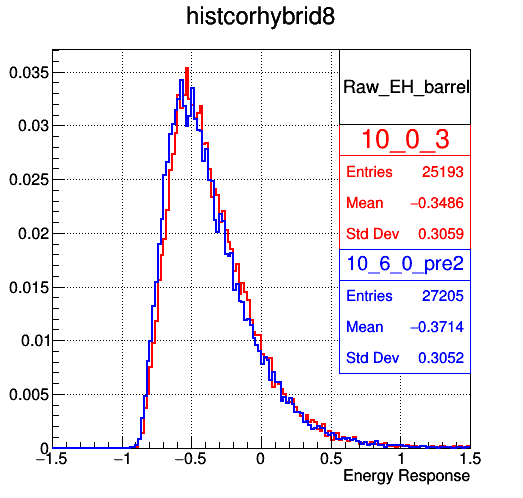 histcorhybrid8
Raw_EH_barrel
10_0_3
Entries 25193
Mean −0.3486
Std Dev 0.3059
10_6_0_pre2
Entries 27205
Mean −0.3714
Std Dev 0.3052
0.035
0.03
0.025
0.02
0.015
0.01
0.005
0
−1.5 −1 −0.5 0 0.5 1 1.5
Energy Response